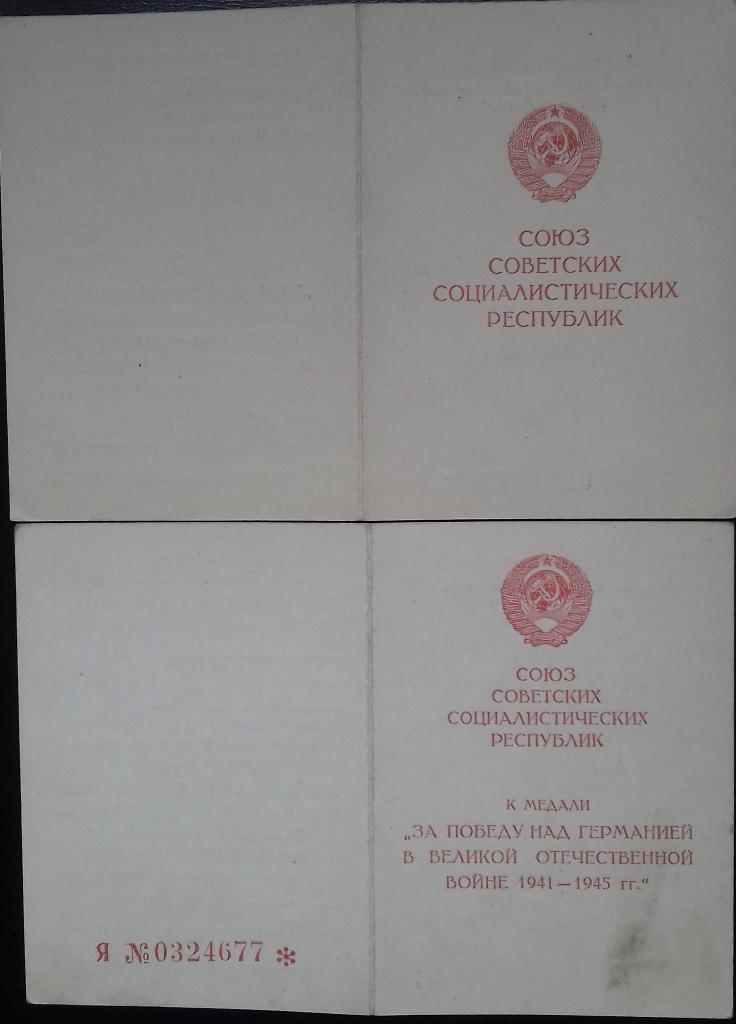 СОЮЗ
СОВЕТСКИХ
СОЦИАЛИСТИЧЕСКИХ
РЕСПУБЛИК
СОЮЗ
СОВЕТСКИХ
СОЦИАЛИСТИЧЕСКИХ
РЕСПУБЛИК
К МЕДАЛИ
„ЗА ПОБЕДУ НАД ГЕРМАНИЕЙ
В ВЕЛИКОЙ ОТЕЧЕСТВЕННОЙ
ВОЙНЕ 1941—1945 гг.“
Я №0324677 *